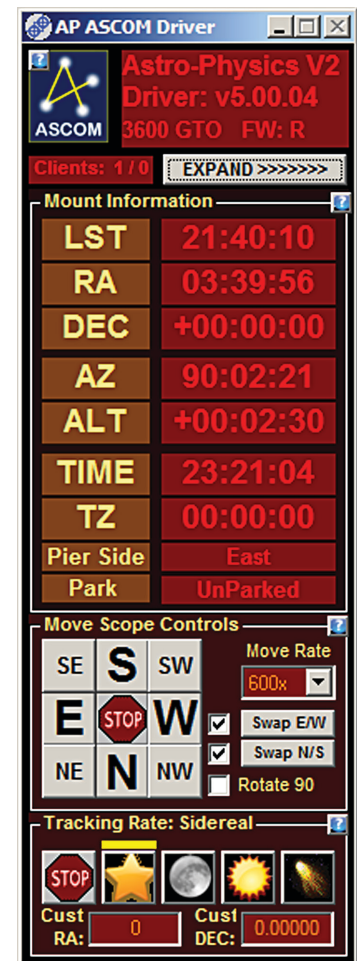 AP ASCOM Driver
?
ASCOM
Astro-Physics V2
Driver: v5.00.04
3600 GTO FW: R
Clients: 1 / 0
EXPAND >>>>>>>
Mount Information ?
LST 21:40:10
RA 03:39:56
DEC +00:00:00
AZ 90:02:21
ALT +00:02:30
TIME 23:21:04
TZ 00:00:00
Pier Side East
Park UnParked
Move Scope Controls ?
SE S SW
E STOP W
NE N NW
Move Rate
600x
Swap E/W
Swap N/S
Rotate 90
Tracking Rate: Sidereal ?
STOP
Cust
RA: 0
Cust
DEC: 0.00000